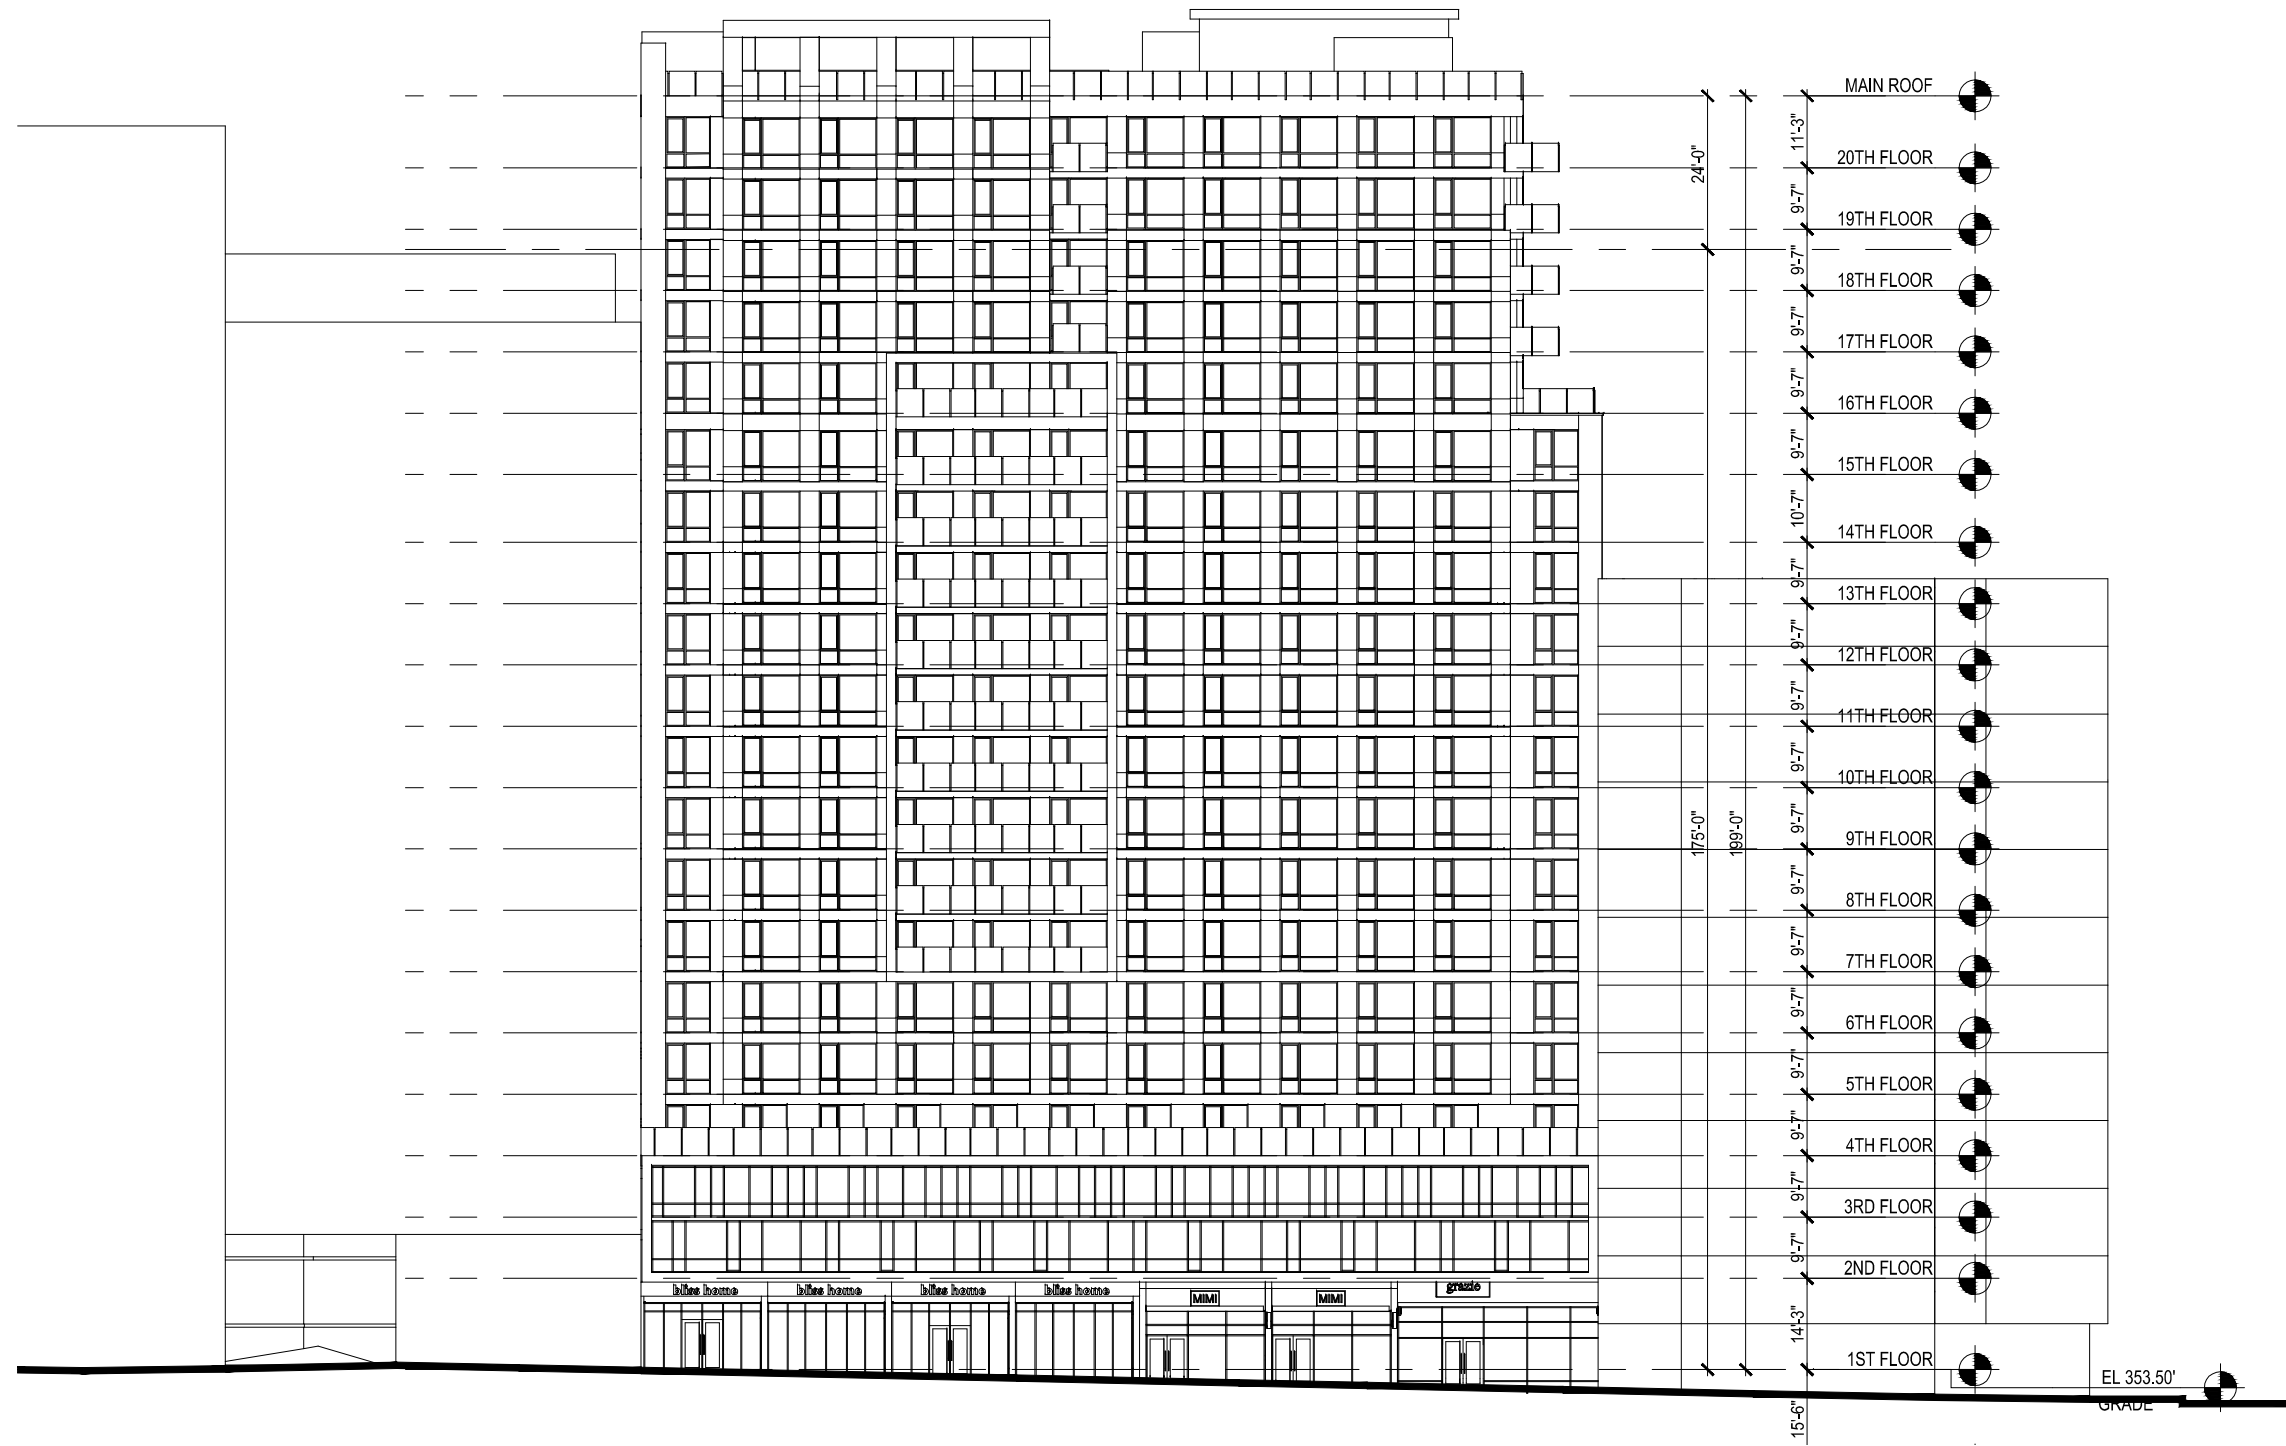 MAIN ROOF
11'-3"
20TH FLOOR
24'-0"
9'-7"
19TH FLOOR
9'-7"
18TH FLOOR
9'-7"
17TH FLOOR
9'-7"
16TH FLOOR
9'-7"
15TH FLOOR
10'-7"
14TH FLOOR
9'-7"
13TH FLOOR
9'-7"
12TH FLOOR
9'-7"
11TH FLOOR
9'-7"
10TH FLOOR
175'-0"
199'-0"
9'-7"
9TH FLOOR
9'-7"
8TH FLOOR
9'-7"
7TH FLOOR
9'-7"
6TH FLOOR
9'-7"
5TH FLOOR
9'-7"
4TH FLOOR
9'-7"
3RD FLOOR
9'-7"
2ND FLOOR
bliss home
bliss home
bliss home
bliss home
MIMI
MIMI
grazie
14'-3"
1ST FLOOR
EL 353.50'
GRADE
15'-6"